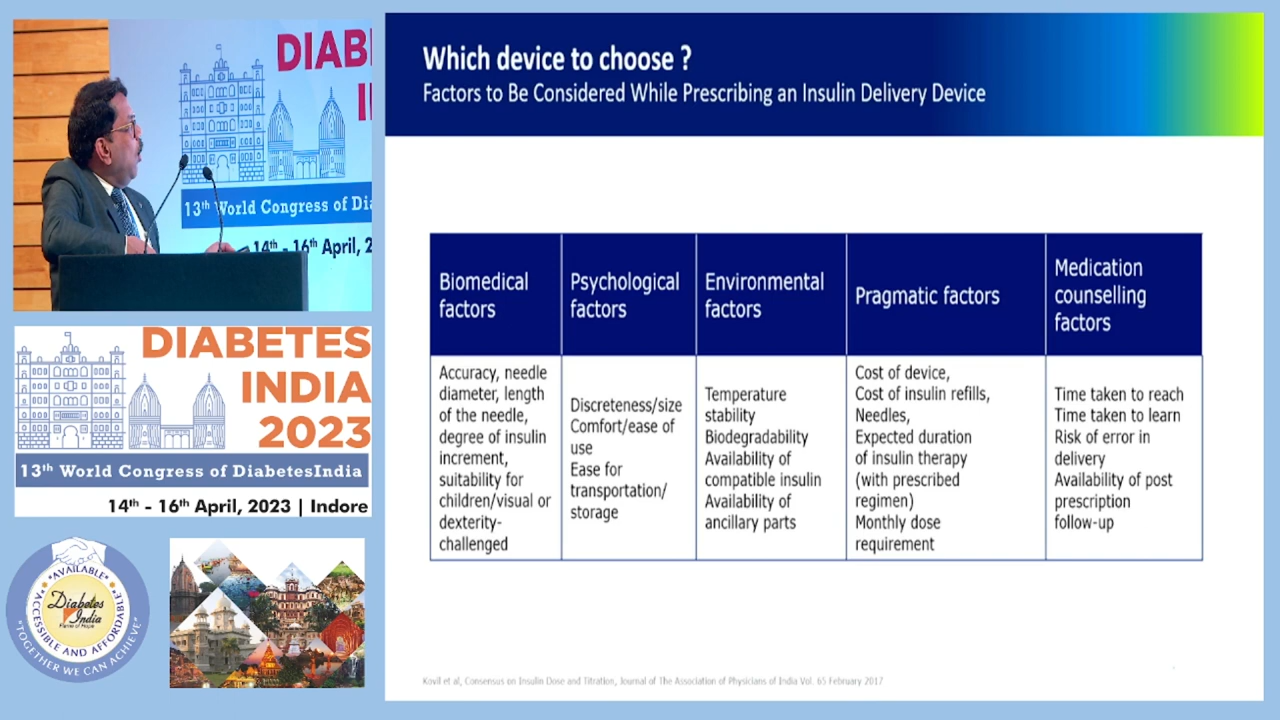 DIAB
I
13th World Congress of Dia
14th - 16th April, 2
DIABETES
INDIA
2023
13th World Congress of DiabetesIndia
14th - 16th April, 2023 | Indore
"AVAILABLE"
"ACCESSIBLE AND AFFORDABLE"
Diabetes
India
Flame of Hope
"TOGETHER WE CAN ACHIEVE"
Which device to choose ?
Factors to Be Considered While Prescribing an Insulin Delivery Device
Biomedical
factors
Psychological
factors
Environmental
factors
Pragmatic factors
Medication
counselling
factors
Accuracy, needle
diameter, length
of the needle,
degree of insulin
increment,
suitability for
children/visual or
dexterity-
challenged
Discreteness/size
Comfort/ease of
use
Ease for
transportation/
storage
Temperature
stability
Biodegradability
Availability of
compatible insulin
Availability of
ancillary parts
Cost of device,
Cost of insulin refills,
Needles,
Expected duration
of insulin therapy
(with prescribed
regimen)
Monthly dose
requirement
Time taken to reach
Time taken to learn
Risk of error in
delivery
Availability of post
prescription
follow-up
Kovil et al, Consensus on Insulin Dose and Titration, Journal of The Association of Physicians of India Vol. 65 February 2017